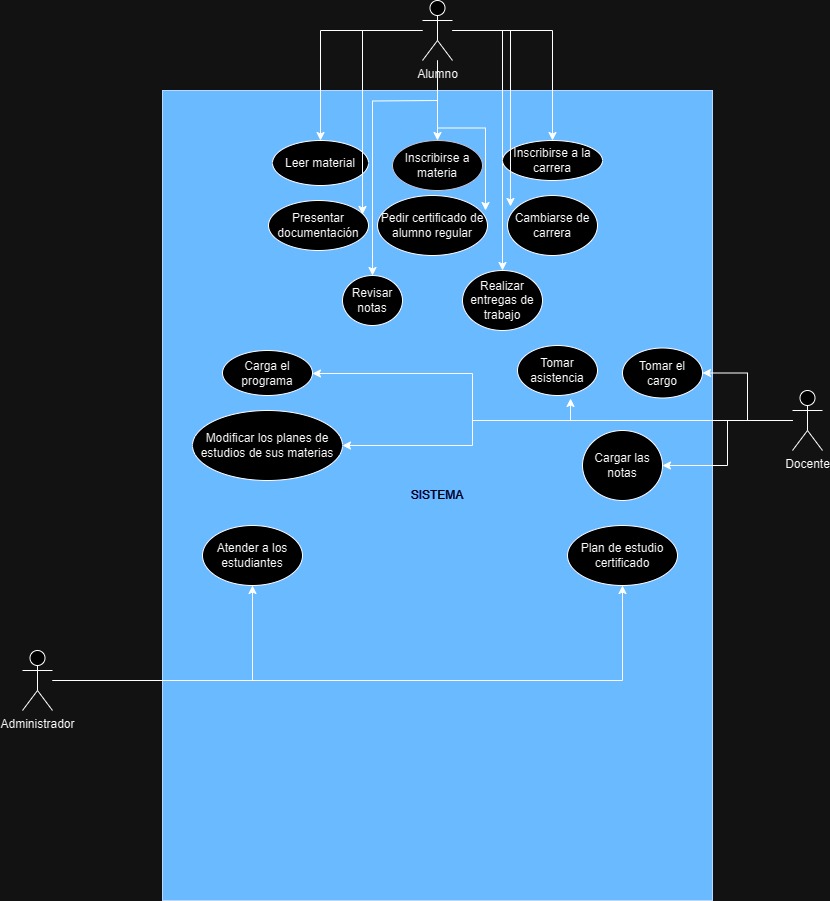 Alumno
Leer material
Inscribirse a
materia
Inscribirse a la
carrera
Presentar
documentación
Pedir certificado de
alumno regular
Cambiarse de
carrera
Revisar
notas
Realizar
entregas de
trabajo
Carga el
programa
Tomar
asistencia
Tomar el
cargo
Modificar los planes de
estudios de sus materias
Cargar las
notas
Docente
SISTEMA
Atender a los
estudiantes
Plan de estudio
certificado
Administrador